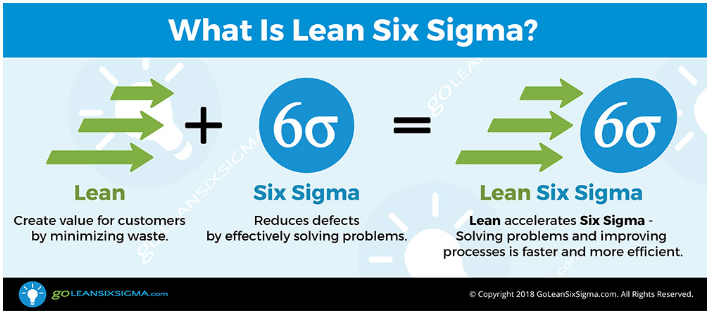 What Is Lean Six Sigma?
goLEANSIXSIGMA
+
6σ
=
6σ
Lean
Six Sigma
Lean Six Sigma
Create value for customers
by minimizing waste.
Reduces defects
by effectively solving problems.
Lean accelerates Six Sigma -
Solving problems and improving
processes is faster and more efficient.
goLEANSIXSIGMA.com
© Copyright 2018 GoLeanSixSigma.com. All Rights Reserved.